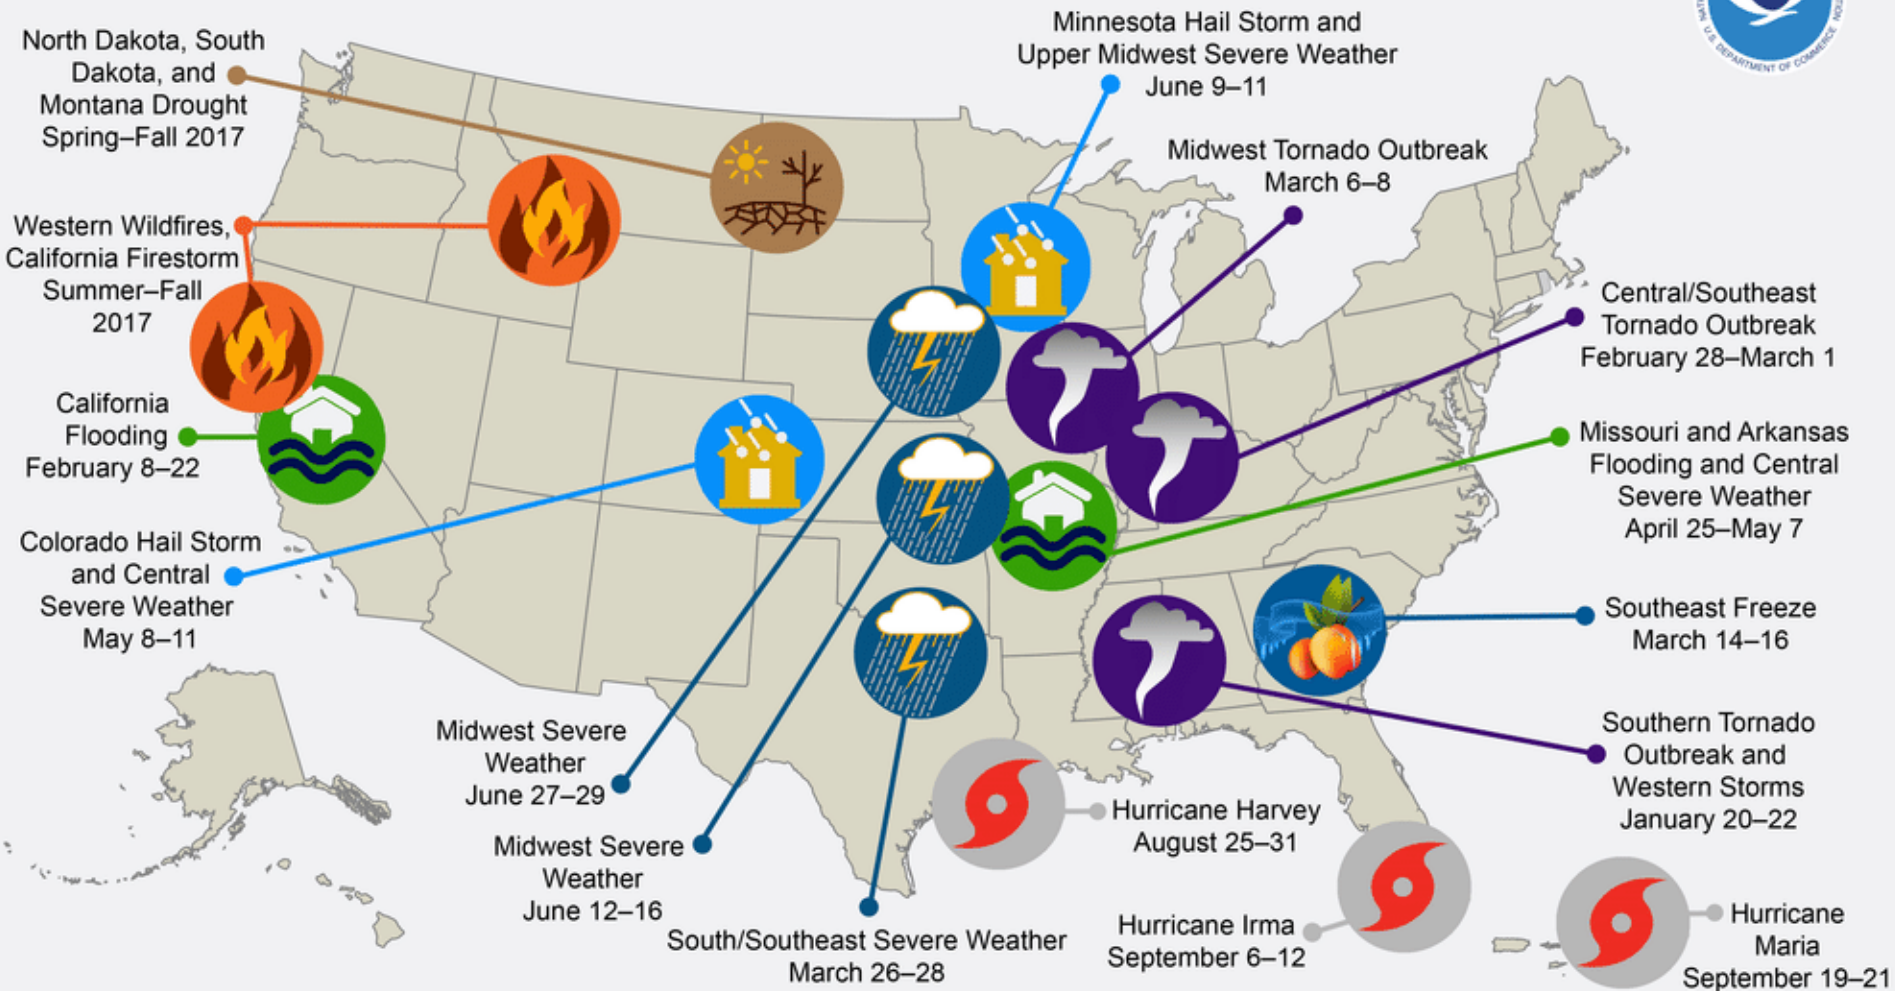 North Dakota, South
Dakota, and
Montana Drought
Spring–Fall 2017
Minnesota Hail Storm and
Upper Midwest Severe Weather
June 9–11
U.S. DEPARTMENT OF COMMERCE
Midwest Tornado Outbreak
March 6–8
Western Wildfires,
California Firestorm
Summer–Fall
2017
Central/Southeast
Tornado Outbreak
February 28–March 1
California
Flooding
February 8–22
Missouri and Arkansas
Flooding and Central
Severe Weather
April 25–May 7
Colorado Hail Storm
and Central
Severe Weather
May 8–11
Southeast Freeze
March 14–16
Midwest Severe
Weather
June 27–29
Southern Tornado
Outbreak and
Western Storms
January 20–22
Hurricane Harvey
August 25–31
Midwest Severe
Weather
June 12–16
South/Southeast Severe Weather
March 26–28
Hurricane Irma
September 6–12
Hurricane
Maria
September 19–21